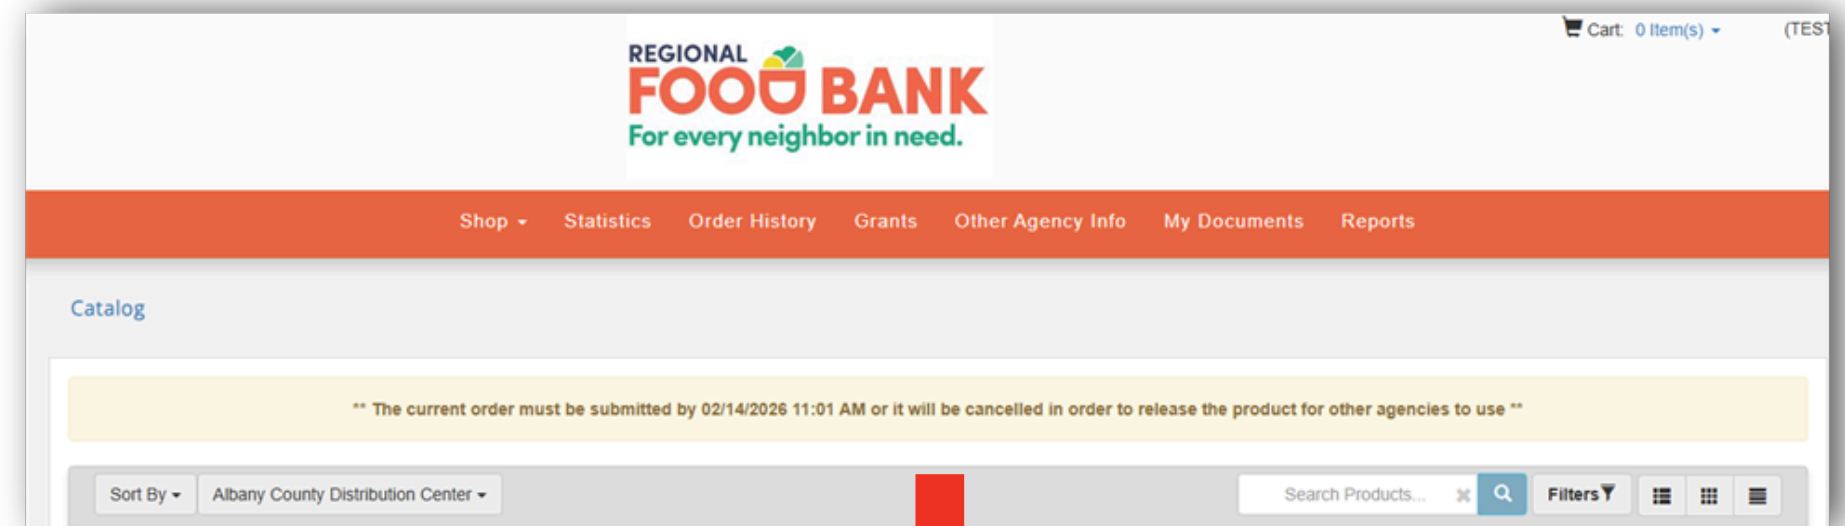 Cart: 0 Item(s)
(TEST
REGIONAL
FOOD BANK
For every neighbor in need.
Shop Statistics Order History Grants Other Agency Info My Documents Reports
Catalog
** The current order must be submitted by 02/14/2026 11:01 AM or it will be cancelled in order to release the product for other agencies to use **
Sort By Albany County Distribution Center Search Products... Filters